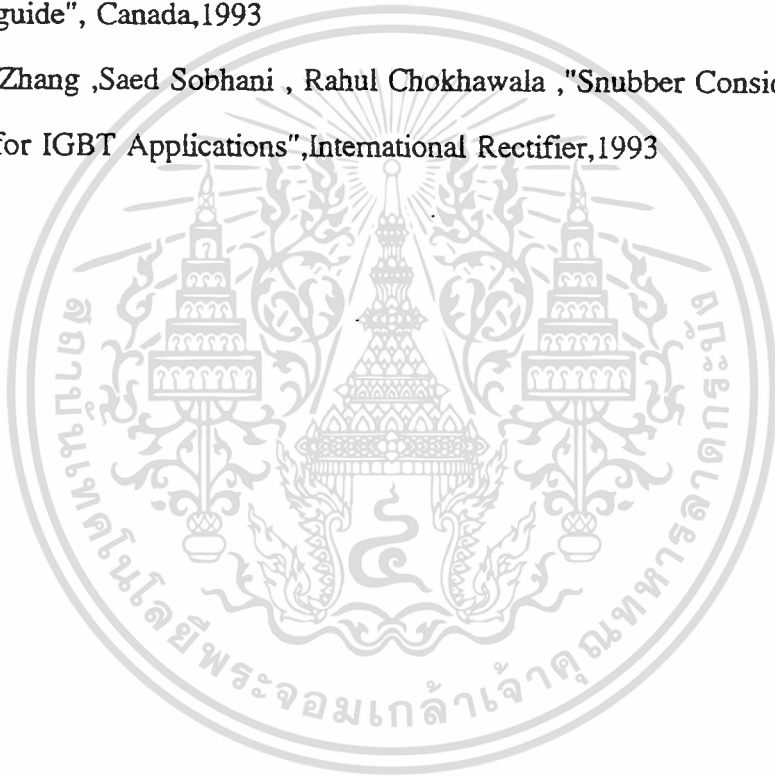 guide", Canada,1993
Zhang ,Saed Sobhani , Rahul Chokhawala ,"Snubber Consi
for IGBT Applications",International Rectifier,1993
สถาบันเทคโนโลยีพระจอมเกล้าเจ้าคุณทหารลาดกระบัง